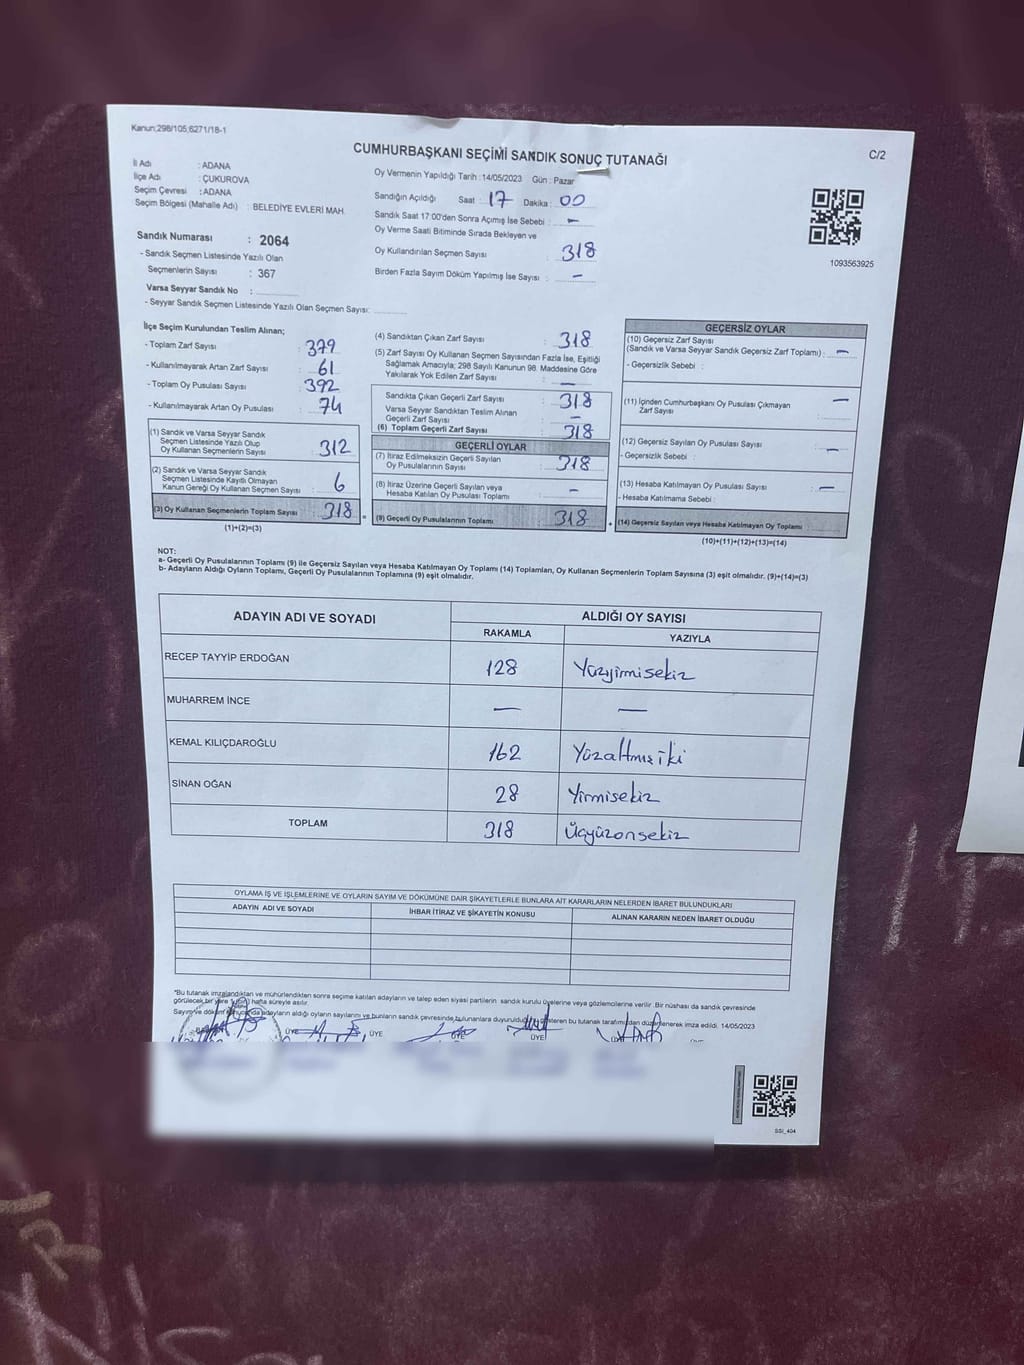 Kanun;298/105;6271/18-1
C/2
CUMHURBAŞKANI SEÇİMİ SANDIK SONUÇ TUTANAĞI
İl Adı : ADANA
İlçe Adı : ÇUKUROVA
Seçim Çevresi : ADANA
Seçim Bölgesi (Mahalle Adı) : BELEDİYE EVLERİ MAH.
Sandık Numarası : 2064
- Sandık Seçmen Listesinde Yazılı Olan
Seçmenlerin Sayısı : 367
Varsa Seyyar Sandık No :
- Seyyar Sandık Seçmen Listesinde Yazılı Olan Seçmen Sayısı:
Oy Vermenin Yapıldığı Tarih :14/05/2023 Gün : Pazar
Sandığın Açıldığı Saat : 17 Dakika : 00
Sandık Saat 17:00'den Sonra Açımış İse Sebebi : –
Oy Verme Saati Bitiminde Sırada Bekleyen ve
Oy Kullandırılan Seçmen Sayısı : 318
Birden Fazla Sayım Döküm Yapılmış İse Sayısı : –
1093563925
İlçe Seçim Kurulundan Teslim Alınan;
- Toplam Zarf Sayısı : 379
- Kullanılmayarak Artan Zarf Sayısı : 61
- Toplam Oy Pusulası Sayısı : 392
- Kullanılmayarak Artan Oy Pusulası : 74
(1) Sandık ve Varsa Seyyar Sandık
Seçmen Listesinde Yazılı Olup
Oy Kullanan Seçmenlerin Sayısı : 312
(2) Sandık ve Varsa Seyyar Sandık
Seçmen Listesinde Kayıtlı Olmayan
Kanun Gereği Oy Kullanan Seçmen Sayısı : 6
(3) Oy Kullanan Seçmenlerin Toplam Sayısı : 318
(1)+(2)=(3)
(4) Sandıktan Çıkan Zarf Sayısı : 318
(5) Zarf Sayısı Oy Kullanan Seçmen Sayısından Fazla İse, Eşitliği
Sağlamak Amacıyla; 298 Sayılı Kanunun 98. Maddesine Göre
Yakılarak Yok Edilen Zarf Sayısı : –
Sandıkta Çıkan Geçerli Zarf Sayısı : 318
Varsa Seyyar Sandıktan Teslim Alınan
Geçerli Zarf Sayısı : –
(6) Toplam Geçerli Zarf Sayısı : 318
GEÇERLİ OYLAR
(7) İtiraz Edilmeksizin Geçerli Sayılan
Oy Pusulalarının Sayısı : 318
(8) İtiraz Üzerine Geçerli Sayılan veya
Hesaba Katılan Oy Pusulası Toplamı : –
(9) Geçerli Oy Pusulalarının Toplamı : 318
GEÇERSİZ OYLAR
(10) Geçersiz Zarf Sayısı
(Sandık ve Varsa Seyyar Sandık Geçersiz Zarf Toplamı) : –
- Geçersizlik Sebebi :
(11) İçinden Cumhurbaşkanı Oy Pusulası Çıkmayan
Zarf Sayısı : –
(12) Geçersiz Sayılan Oy Pusulası Sayısı : –
- Geçersizlik Sebebi :
(13) Hesaba Katılmayan Oy Pusulası Sayısı : –
- Hesaba Katılmama Sebebi :
(14) Geçersiz Sayılan veya Hesaba Katılmayan Oy Toplamı :
(10)+(11)+(12)+(13)=(14)
NOT:
a- Geçerli Oy Pusulalarının Toplamı (9) ile Geçersiz Sayılan veya Hesaba Katılmayan Oy Toplamı (14) Toplamları, Oy Kullanan Seçmenlerin Toplam Sayısına (3) eşit olmalıdır. (9)+(14)=(3)
b- Adayların Aldığı Oyların Toplamı, Geçerli Oy Pusulalarının Toplamına (9) eşit olmalıdır.
ADAYIN ADI VE SOYADI
ALDIĞI OY SAYISI
RAKAMLA YAZIYLA
RECEP TAYYİP ERDOĞAN 128 Yüzyirmisekiz
MUHARREM İNCE — —
KEMAL KILIÇDAROĞLU 162 Yüzaltmışiki
SİNAN OĞAN 28 Yirmisekiz
TOPLAM 318 Üçyüzonsekiz
OYLAMA İŞ VE İŞLEMLERİNE VE OYLARIN SAYIM VE DÖKÜMÜNE DAİR ŞİKAYETLERLE BUNLARA AİT KARARLARIN NELERDEN İBARET BULUNDUKLARI
ADAYIN ADI VE SOYADI İHBAR İTİRAZ VE ŞİKAYETİN KONUSU ALINAN KARARIN NEDEN İBARET OLDUĞU
*Bu tutanak imzalandıktan ve mühürlendikten sonra seçime katılan adayların ve talep eden siyasi partilerin sandık kurulu üyelerine veya gözlemcilerine verilir. Bir nüshası da sandık çevresinde
görülecek bir yere 1 hafta süreyle asılır.
adayların aldığı oyların sayılarını ve bunların sandık çevresinde bulunanlara duyurulduğunu gösteren bu tutanak tarafımızdan düzenlenerek imza edildi. 14/05/2023
ÜYE ÜYE ÜYE ÜYE
SSI_404